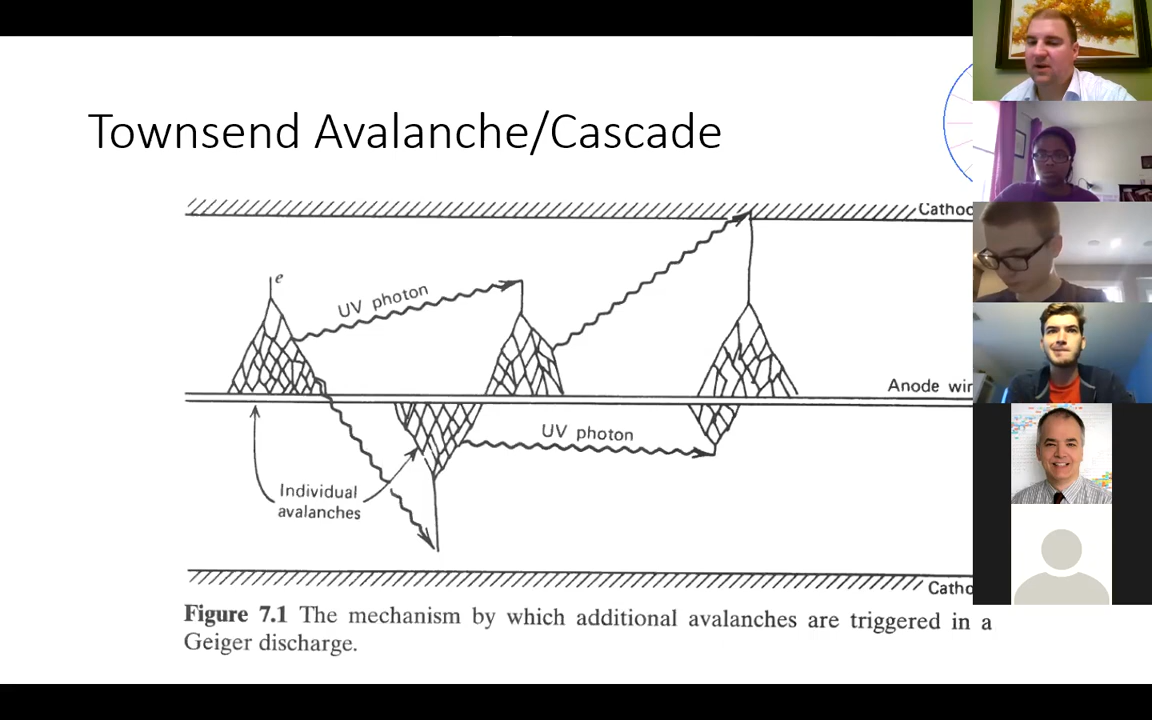 Townsend Avalanche/Cascade
Cathod
e
UV photon
Anode wir
UV photon
Individual
avalanches
Catho
Figure 7.1 The mechanism by which additional avalanches are triggered in a
Geiger discharge.